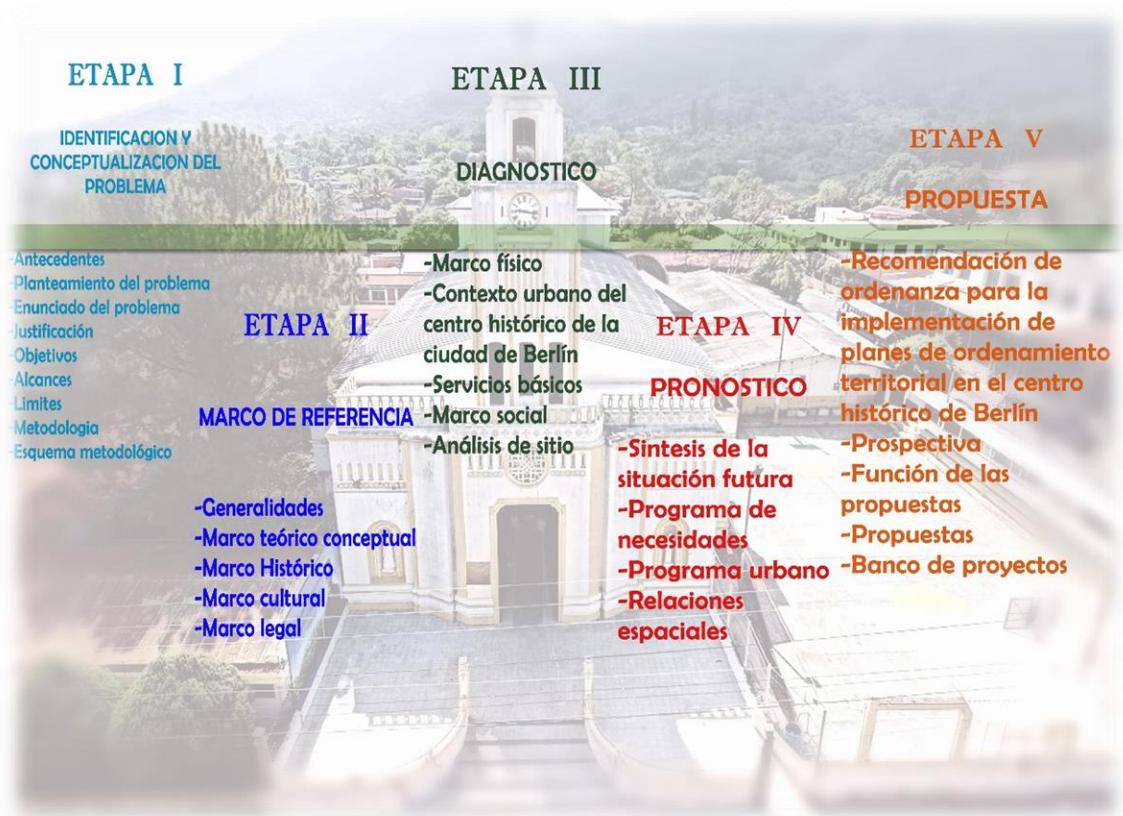 ETAPA I
IDENTIFICACION Y
CONCEPTUALIZACION DEL
PROBLEMA
-Antecedentes
-Planteamiento del problema
-Enunciado del problema
-Justificación
-Objetivos
-Alcances
-Limites
-Metodologia
-Esquema metodológico
ETAPA II
MARCO DE REFERENCIA
-Generalidades
-Marco teórico conceptual
-Marco Histórico
-Marco cultural
-Marco legal
ETAPA III
DIAGNOSTICO
-Marco físico
-Contexto urbano del
centro histórico de la
ciudad de Berlín
-Servicios básicos
-Marco social
-Análisis de sitio
ETAPA IV
PRONOSTICO
-Sintesis de la
situación futura
-Programa de
necesidades
-Programa urbano
-Relaciones
espaciales
ETAPA V
PROPUESTA
-Recomendación de
ordenanza para la
implementación de
planes de ordenamiento
territorial en el centro
histórico de Berlín
-Prospectiva
-Función de las
propuestas
-Propuestas
-Banco de proyectos